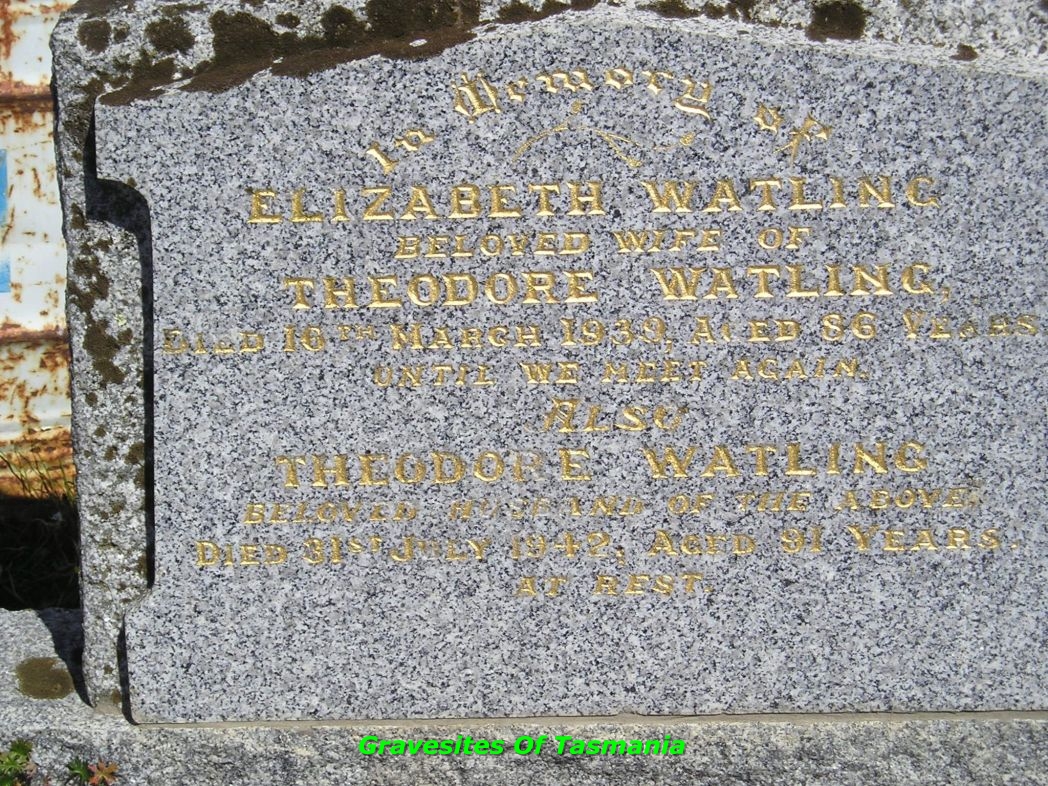 In Memory of
ELIZABETH WATLING
BELOVED WIFE OF
THEODORE WATLING,
DIED 16TH MARCH 1939, AGED 86 YEARS
UNTIL WE MEET AGAIN.
ALSO
THEODORE WATLING
BELOVED HUSBAND OF THE ABOVE
DIED 31ST JULY 1942, AGED 91 YEARS.
AT REST.
Gravesites Of Tasmania